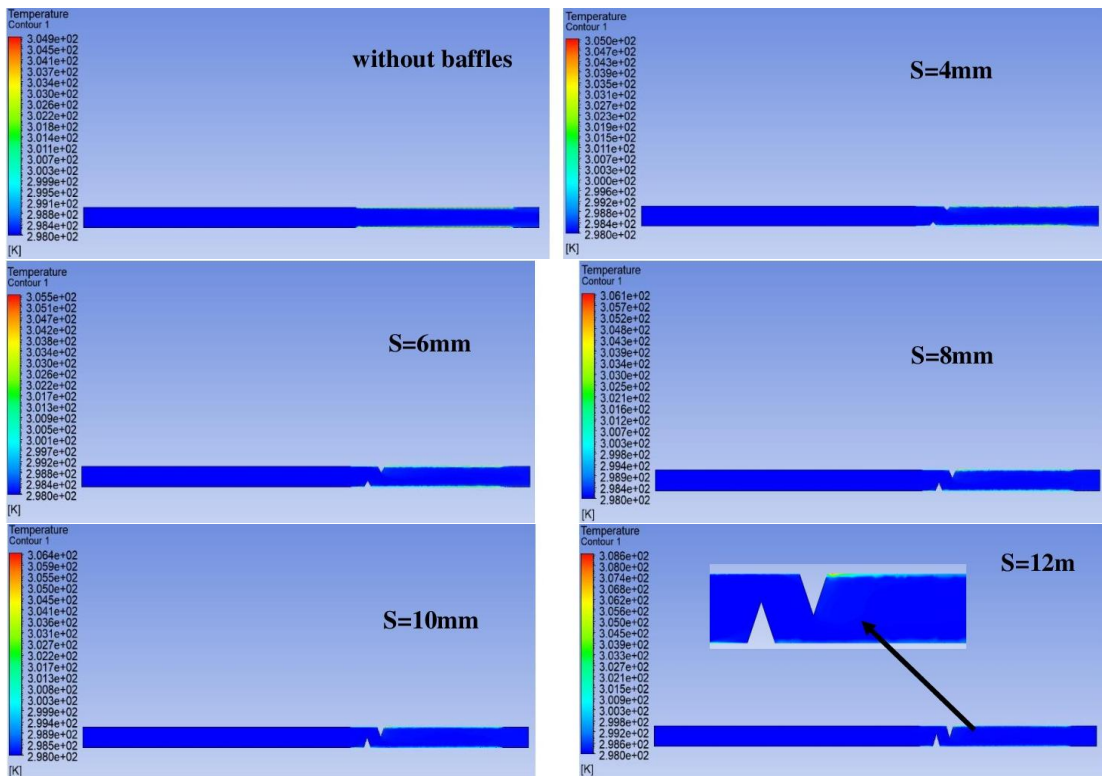 Temperature
Contour 1
3.049e+02
3.045e+02
3.041e+02
3.037e+02
3.034e+02
3.030e+02
3.026e+02
3.022e+02
3.018e+02
3.014e+02
3.011e+02
3.007e+02
3.003e+02
2.999e+02
2.995e+02
2.991e+02
2.988e+02
2.984e+02
2.980e+02
[K]
without baffles
Temperature
Contour 1
3.050e+02
3.047e+02
3.043e+02
3.039e+02
3.035e+02
3.031e+02
3.027e+02
3.023e+02
3.019e+02
3.015e+02
3.011e+02
3.007e+02
3.003e+02
3.000e+02
2.996e+02
2.992e+02
2.988e+02
2.984e+02
2.980e+02
[K]
S=4mm
Temperature
Contour 1
3.055e+02
3.051e+02
3.047e+02
3.042e+02
3.038e+02
3.034e+02
3.030e+02
3.026e+02
3.022e+02
3.017e+02
3.013e+02
3.009e+02
3.005e+02
3.001e+02
2.997e+02
2.992e+02
2.988e+02
2.984e+02
2.980e+02
[K]
S=6mm
Temperature
Contour 1
3.061e+02
3.057e+02
3.052e+02
3.048e+02
3.043e+02
3.039e+02
3.034e+02
3.030e+02
3.025e+02
3.021e+02
3.016e+02
3.012e+02
3.007e+02
3.003e+02
2.998e+02
2.994e+02
2.989e+02
2.984e+02
2.980e+02
[K]
S=8mm
Temperature
Contour 1
3.064e+02
3.059e+02
3.055e+02
3.050e+02
3.045e+02
3.041e+02
3.036e+02
3.031e+02
3.027e+02
3.022e+02
3.017e+02
3.013e+02
3.008e+02
3.003e+02
2.999e+02
2.994e+02
2.989e+02
2.985e+02
2.980e+02
[K]
S=10mm
Temperature
Contour 1
3.086e+02
3.080e+02
3.074e+02
3.068e+02
3.062e+02
3.056e+02
3.050e+02
3.045e+02
3.039e+02
3.033e+02
3.027e+02
3.021e+02
3.015e+02
3.009e+02
3.003e+02
2.998e+02
2.992e+02
2.986e+02
2.980e+02
[K]
S=12m